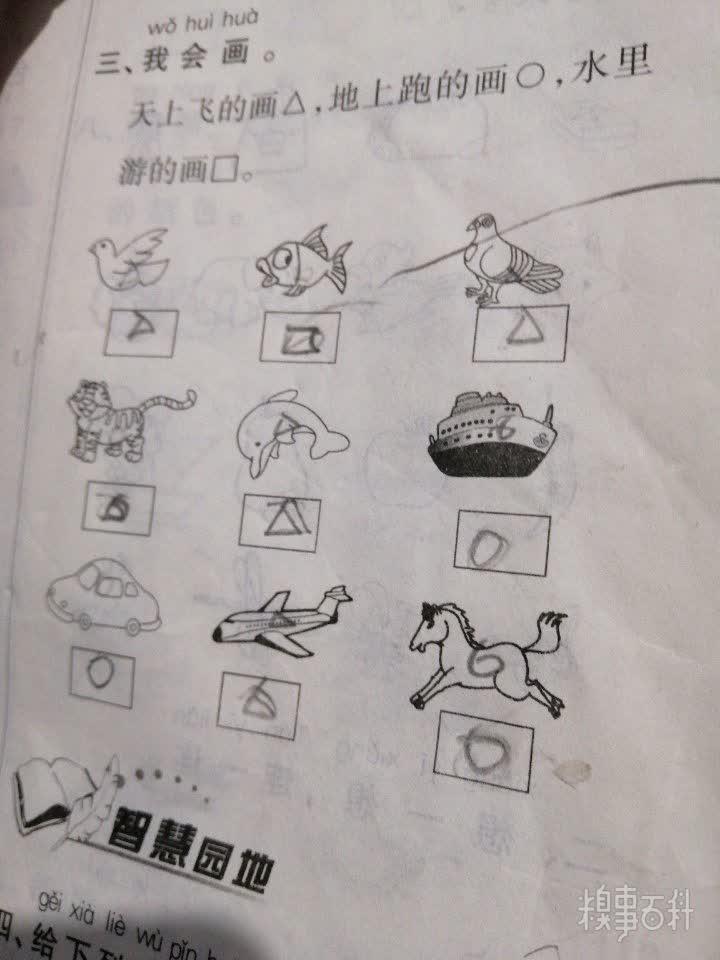 wǒ huì huà
三、我会画。
天上飞的画△，地上跑的画○，水里
游的画□。
智慧园地
gěi xià liè wù pǐn
四、给下列
糗事百科